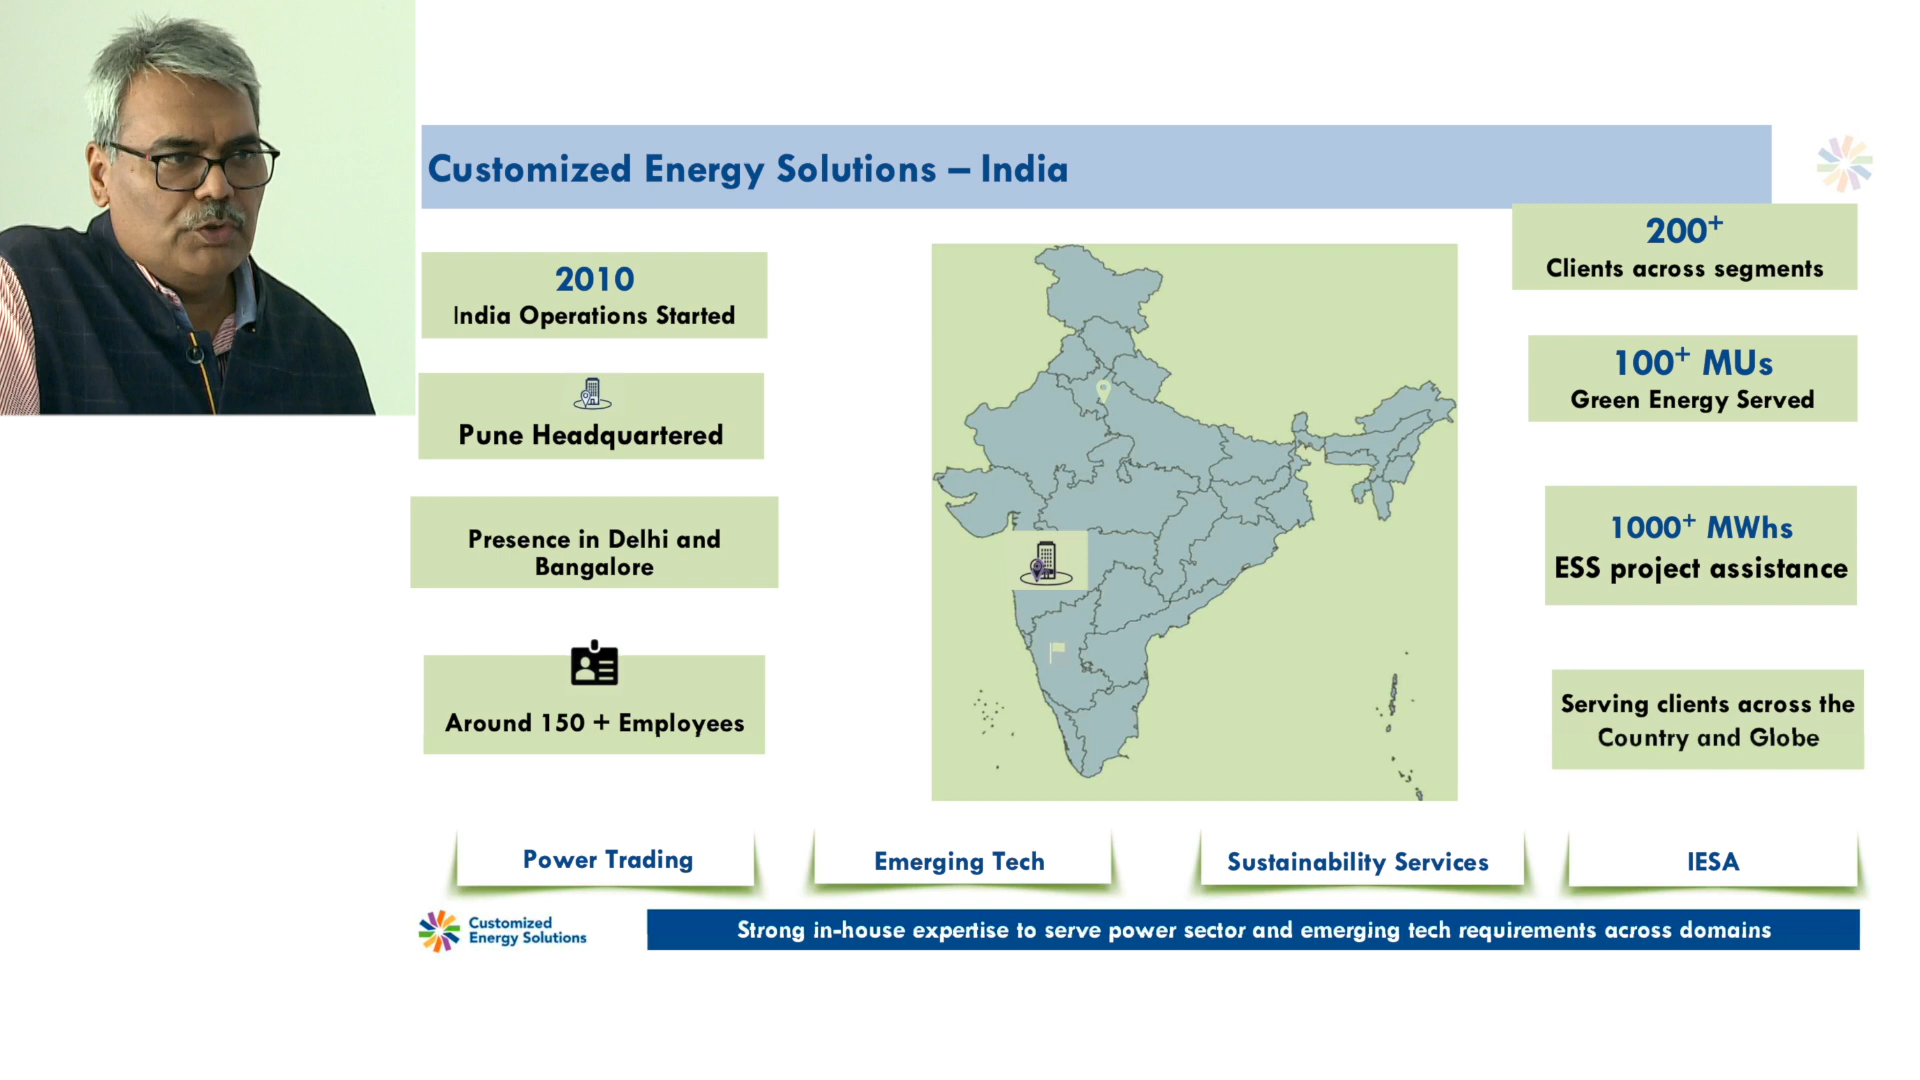 Customized Energy Solutions – India
2010
India Operations Started
Pune Headquartered
Presence in Delhi and
Bangalore
Around 150 + Employees
200+
Clients across segments
100+ MUs
Green Energy Served
1000+ MWhs
ESS project assistance
Serving clients across the
Country and Globe
Power Trading
Emerging Tech
Sustainability Services
IESA
Customized
Energy Solutions
Strong in-house expertise to serve power sector and emerging tech requirements across domains